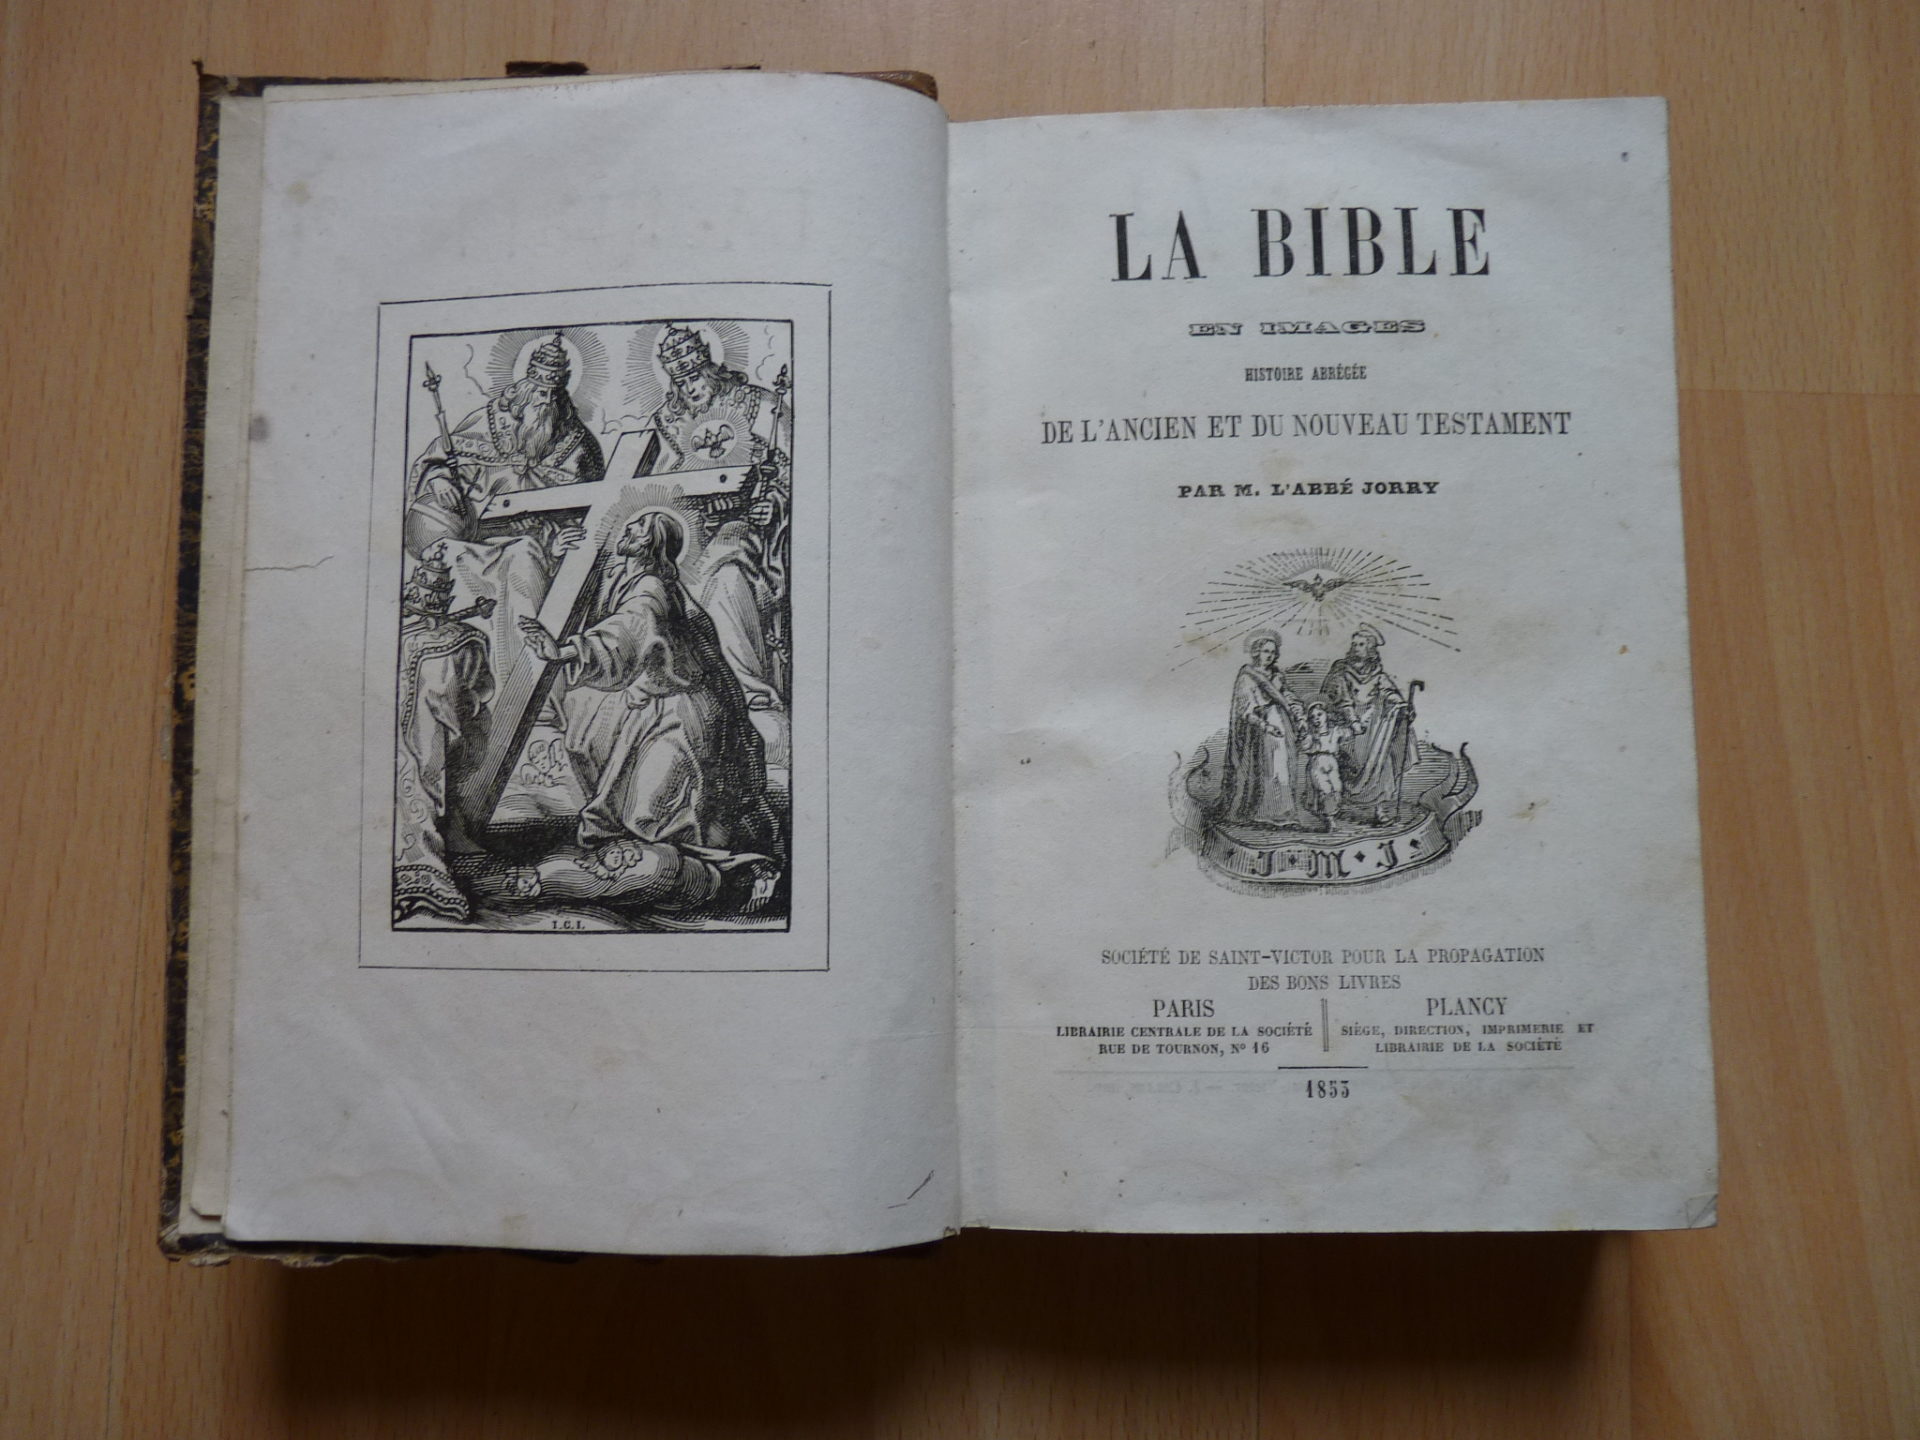 I.C.I.
LA BIBLE
EN IMAGES
HISTOIRE ABRÉGÉE
DE L'ANCIEN ET DU NOUVEAU TESTAMENT
PAR M. L'ABBÉ JORRY
J • M • J
SOCIÉTÉ DE SAINT-VICTOR POUR LA PROPAGATION
DES BONS LIVRES
PARIS
LIBRAIRIE CENTRALE DE LA SOCIÉTÉ
RUE DE TOURNON, Nº 16
PLANCY
SIÉGE, DIRECTION, IMPRIMERIE ET
LIBRAIRIE DE LA SOCIÉTÉ
1853